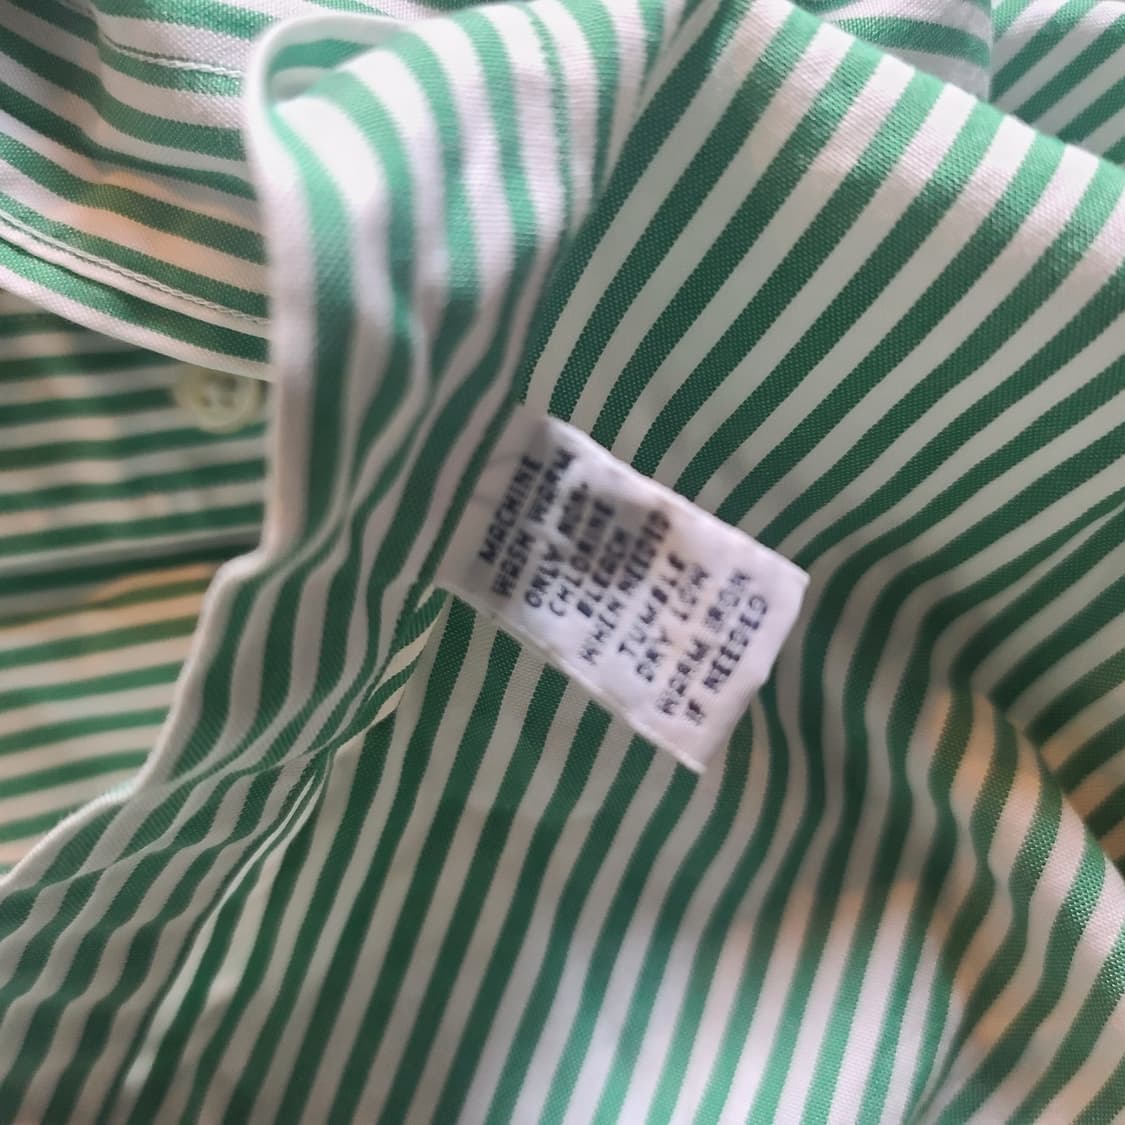 MACHINE
WASH WARM
ONLY NON-
CHLORINE
BLEACH
WHEN NEEDED
TUMBLE
DRY LOW
WARM IRON
IF NEEDED